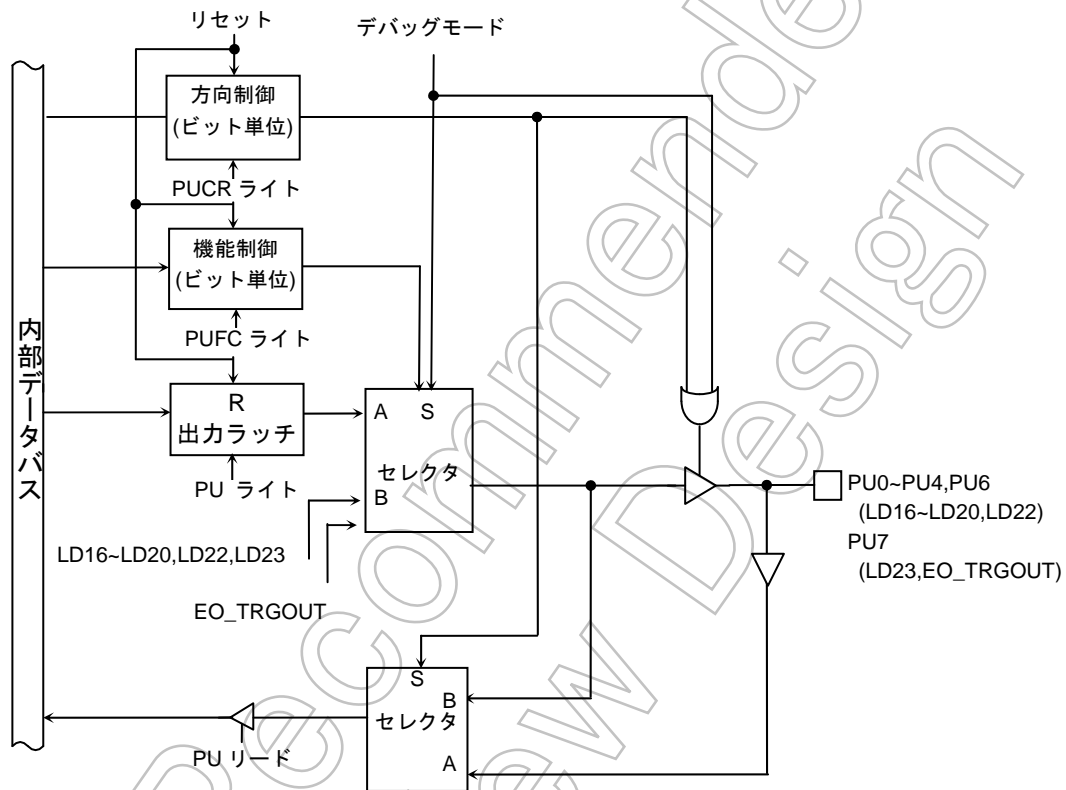 リセット
デバッグモード
方向制御
(ビット単位)
PUCR ライト
機能制御
(ビット単位)
PUFC ライト
内部データバス
R
出力ラッチ
PU ライト
A S
セレクタ
B
LD16~LD20,LD22,LD23
EO_TRGOUT
PU0~PU4,PU6
(LD16~LD20,LD22)
PU7
(LD23,EO_TRGOUT)
S
B
セレクタ
A
PU リード
Recommende
ew Design